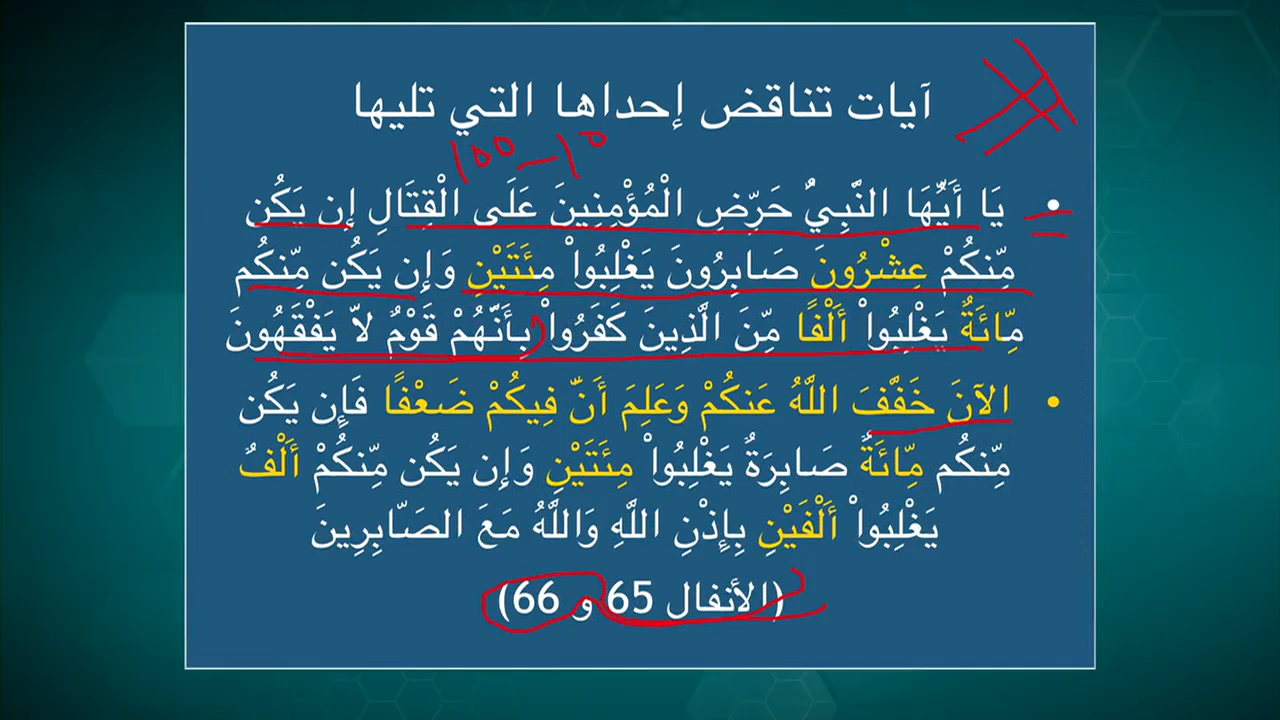 آيات تناقض إحداها التي تليها
١٠ – ١٠٠
• يَا أَيُّهَا النَّبِيُّ حَرِّضِ الْمُؤْمِنِينَ عَلَى الْقِتَالِ إِن يَكُن
مِّنكُمْ عِشْرُونَ صَابِرُونَ يَغْلِبُواْ مِئَتَيْنِ وَإِن يَكُن مِّنكُم
مِّائَةٌ يَغْلِبُواْ أَلْفًا مِّنَ الَّذِينَ كَفَرُواْ بِأَنَّهُمْ قَوْمٌ لاَّ يَفْقَهُونَ
• الآنَ خَفَّفَ اللَّهُ عَنكُمْ وَعَلِمَ أَنَّ فِيكُمْ ضَعْفًا فَإِن يَكُن
مِّنكُم مِّائَةٌ صَابِرَةٌ يَغْلِبُواْ مِئَتَيْنِ وَإِن يَكُن مِّنكُمْ أَلْفٌ
يَغْلِبُواْ أَلْفَيْنِ بِإِذْنِ اللَّهِ وَاللَّهُ مَعَ الصَّابِرِينَ
(الأنفال 65 و 66)